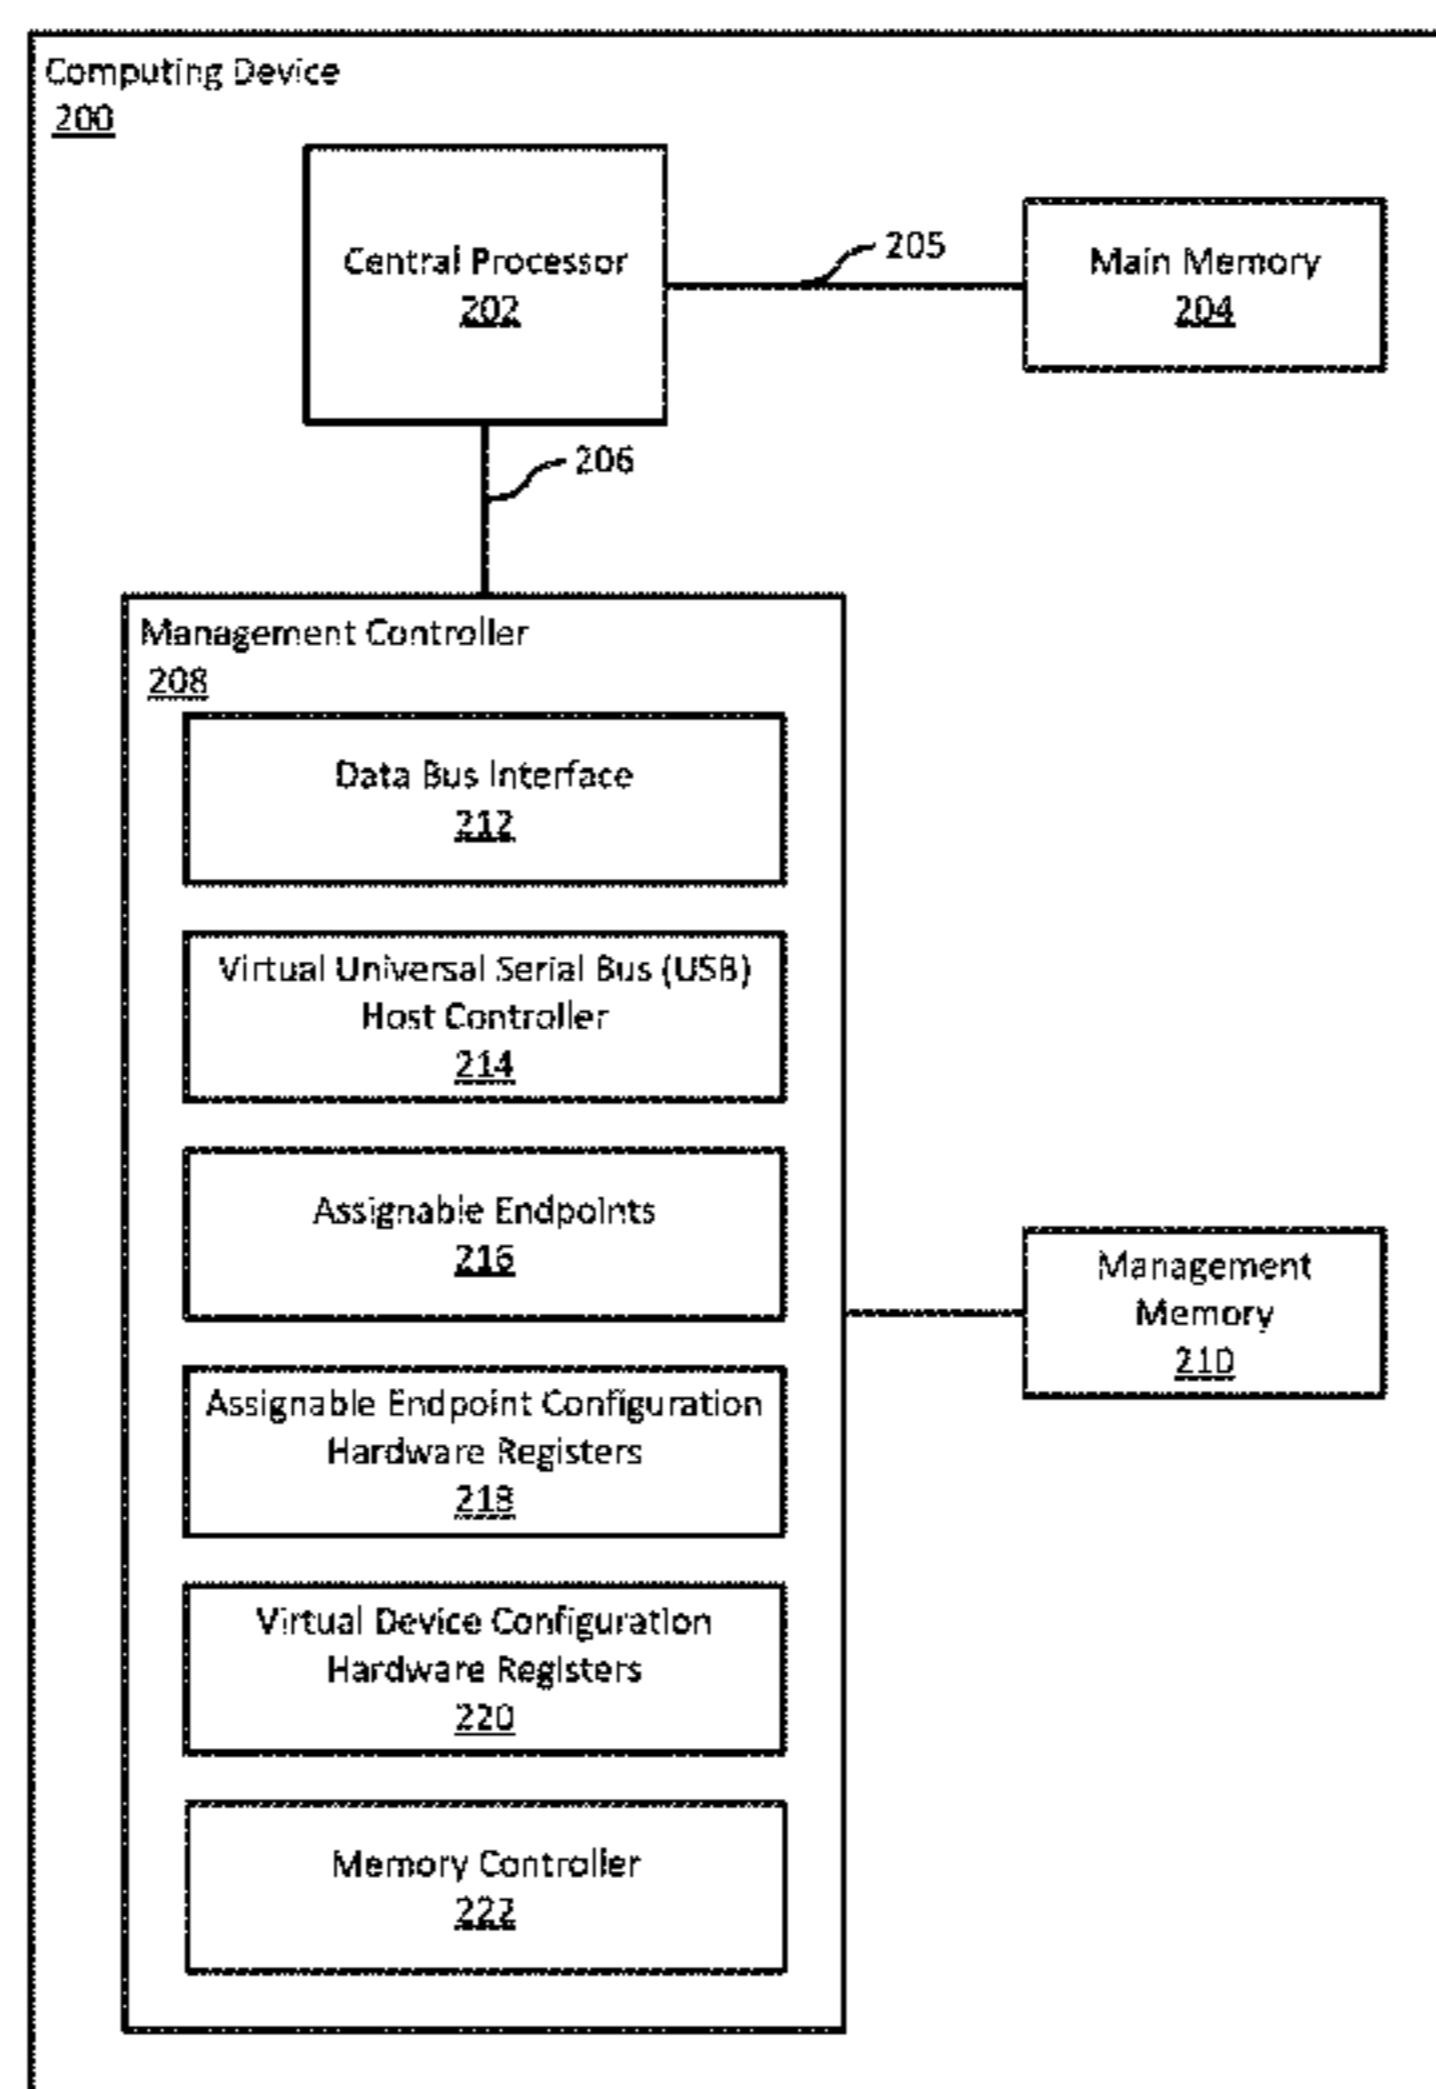 Computing Device
200
Central Processor
202
205
Main Memory
204
206
Management Controller
208
Data Bus Interface
212
Virtual Universal Serial Bus (USB)
Host Controller
214
Assignable Endpoints
216
Management
Memory
210
Assignable Endpoint Configuration
Hardware Registers
218
Virtual Device Configuration
Hardware Registers
220
Memory Controller
222